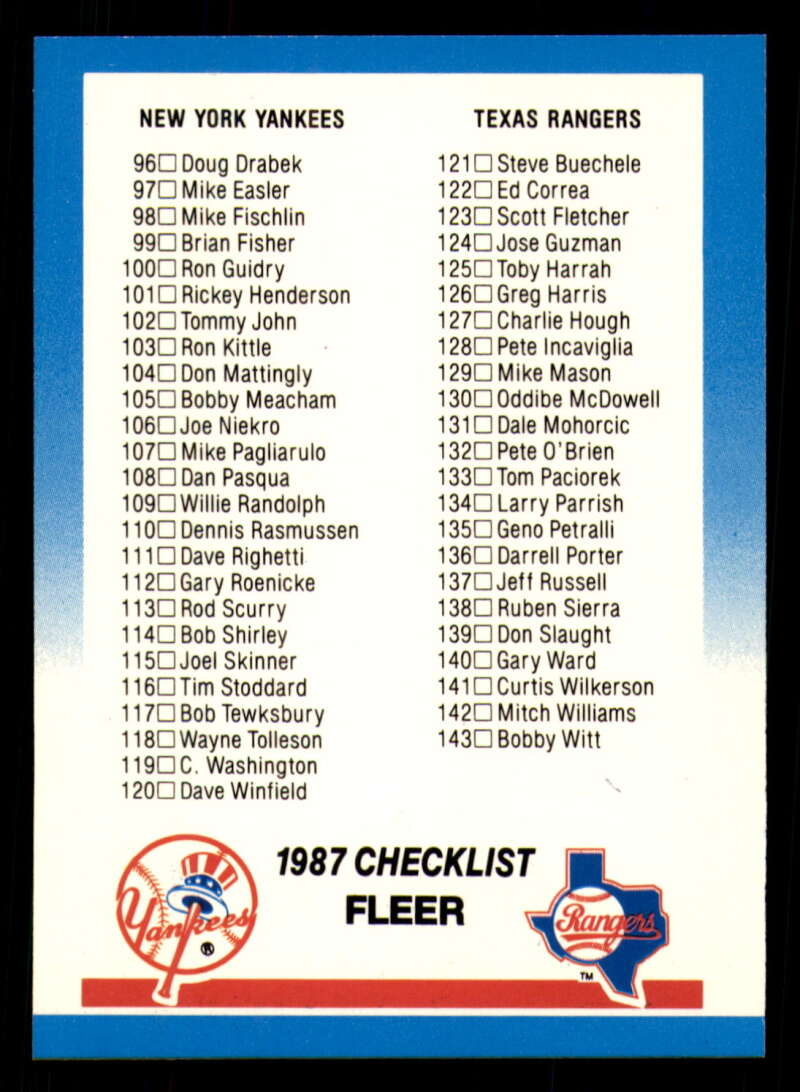 NEW YORK YANKEES
96☐ Doug Drabek
97☐ Mike Easler
98☐ Mike Fischlin
99☐ Brian Fisher
100☐ Ron Guidry
101☐ Rickey Henderson
102☐ Tommy John
103☐ Ron Kittle
104☐ Don Mattingly
105☐ Bobby Meacham
106☐ Joe Niekro
107☐ Mike Pagliarulo
108☐ Dan Pasqua
109☐ Willie Randolph
110☐ Dennis Rasmussen
111☐ Dave Righetti
112☐ Gary Roenicke
113☐ Rod Scurry
114☐ Bob Shirley
115☐ Joel Skinner
116☐ Tim Stoddard
117☐ Bob Tewksbury
118☐ Wayne Tolleson
119☐ C. Washington
120☐ Dave Winfield
TEXAS RANGERS
121☐ Steve Buechele
122☐ Ed Correa
123☐ Scott Fletcher
124☐ Jose Guzman
125☐ Toby Harrah
126☐ Greg Harris
127☐ Charlie Hough
128☐ Pete Incaviglia
129☐ Mike Mason
130☐ Oddibe McDowell
131☐ Dale Mohorcic
132☐ Pete O'Brien
133☐ Tom Paciorek
134☐ Larry Parrish
135☐ Geno Petralli
136☐ Darrell Porter
137☐ Jeff Russell
138☐ Ruben Sierra
139☐ Don Slaught
140☐ Gary Ward
141☐ Curtis Wilkerson
142☐ Mitch Williams
143☐ Bobby Witt
1987 CHECKLIST
FLEER
Yankees
®
Rangers
TM